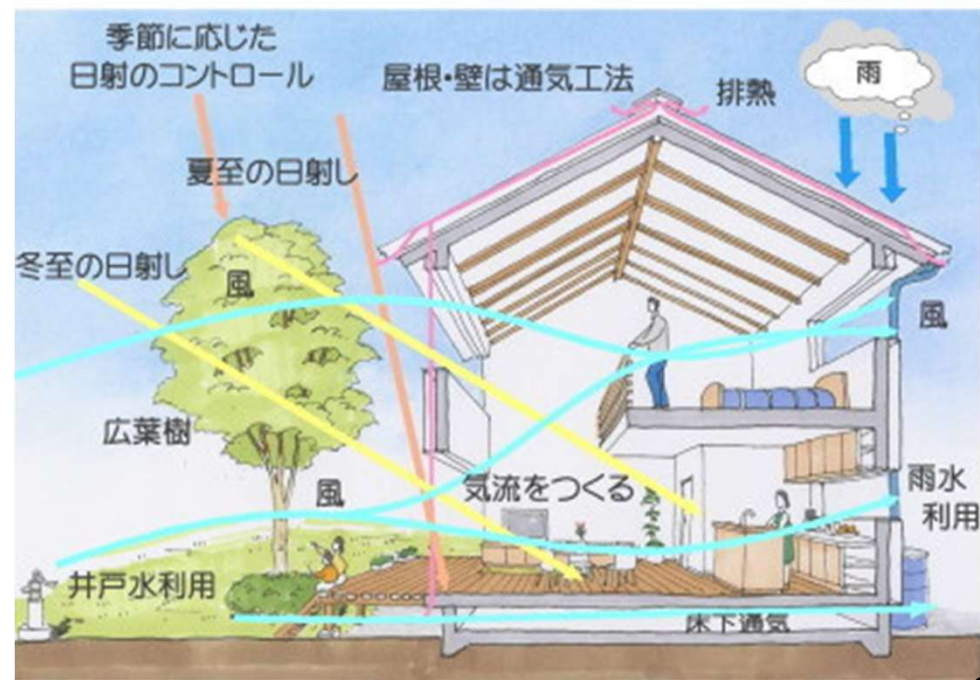 季節に応じた
日射のコントロール
屋根・壁は通気工法
排熱
雨
夏至の日射し
冬至の日射し
風
風
広葉樹
風
気流をつくる
雨水
利用
井戸水利用
床下通気